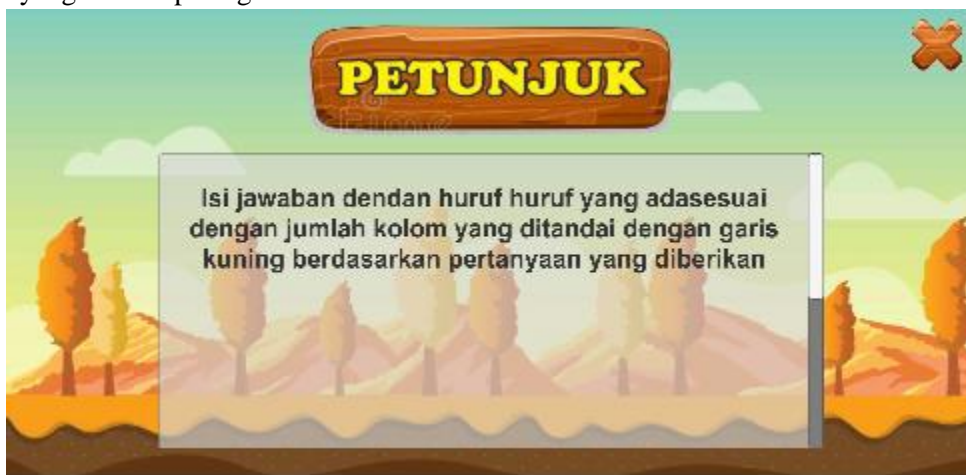 PETUNJUK
Isi jawaban dendan huruf huruf yang adasesuai
dengan jumlah kolom yang ditandai dengan garis
kuning berdasarkan pertanyaan yang diberikan